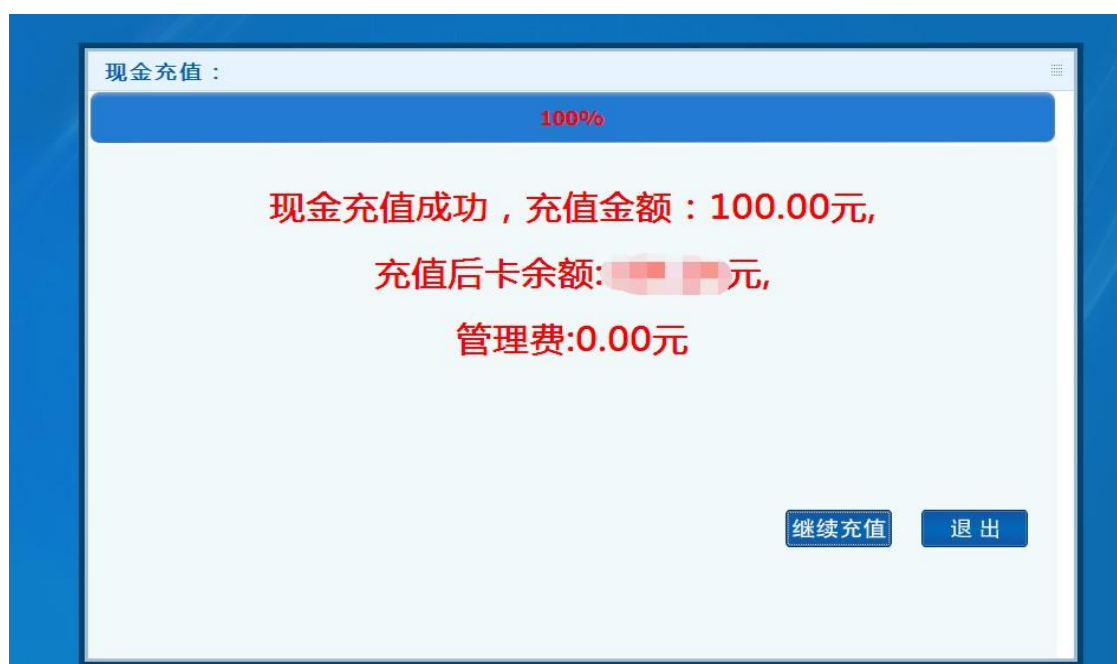 现金充值：
100%
现金充值成功，充值金额：100.00元,
充值后卡余额:元,
管理费:0.00元
继续充值
退 出